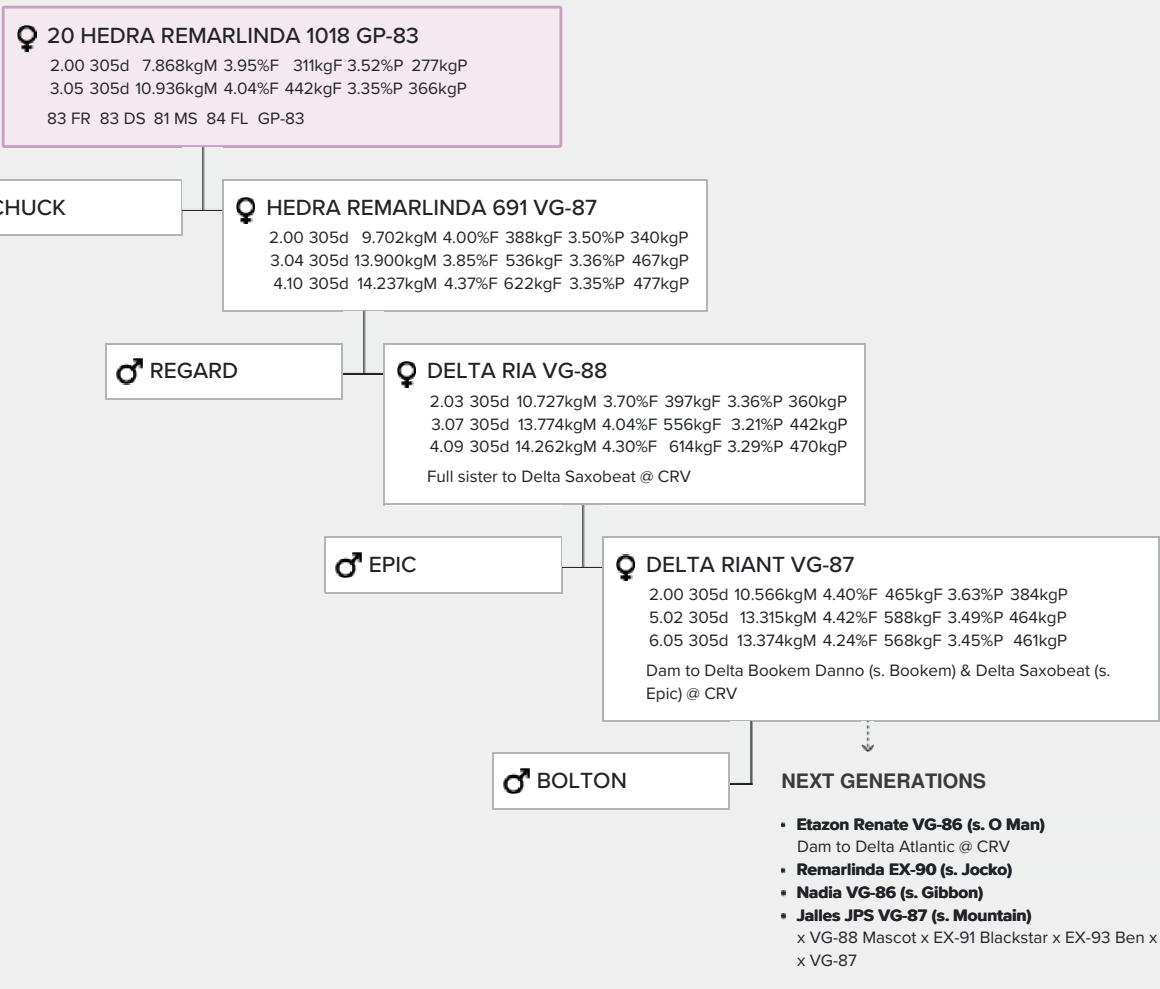 20 HEDRA REMARLINDA 1018 GP-83
2.00 305d 7.868kgM 3.95%F 311kgF 3.52%P 277kgP
3.05 305d 10.936kgM 4.04%F 442kgF 3.35%P 366kgP
83 FR 83 DS 81 MS 84 FL GP-83
CHUCK
HEDRA REMARLINDA 691 VG-87
2.00 305d 9.702kgM 4.00%F 388kgF 3.50%P 340kgP
3.04 305d 13.900kgM 3.85%F 536kgF 3.36%P 467kgP
4.10 305d 14.237kgM 4.37%F 622kgF 3.35%P 477kgP
REGARD
DELTA RIA VG-88
2.03 305d 10.727kgM 3.70%F 397kgF 3.36%P 360kgP
3.07 305d 13.774kgM 4.04%F 556kgF 3.21%P 442kgP
4.09 305d 14.262kgM 4.30%F 614kgF 3.29%P 470kgP
Full sister to Delta Saxobeat @ CRV
EPIC
DELTA RIANT VG-87
2.00 305d 10.566kgM 4.40%F 465kgF 3.63%P 384kgP
5.02 305d 13.315kgM 4.42%F 588kgF 3.49%P 464kgP
6.05 305d 13.374kgM 4.24%F 568kgF 3.45%P 461kgP
Dam to Delta Bookem Danno (s. Bookem) & Delta Saxobeat (s.
Epic) @ CRV
BOLTON
NEXT GENERATIONS
• Etazon Renate VG-86 (s. O Man)
Dam to Delta Atlantic @ CRV
• Remarlinda EX-90 (s. Jocko)
• Nadia VG-86 (s. Gibbon)
• Jalles JPS VG-87 (s. Mountain)
x VG-88 Mascot x EX-91 Blackstar x EX-93 Ben x
x VG-87